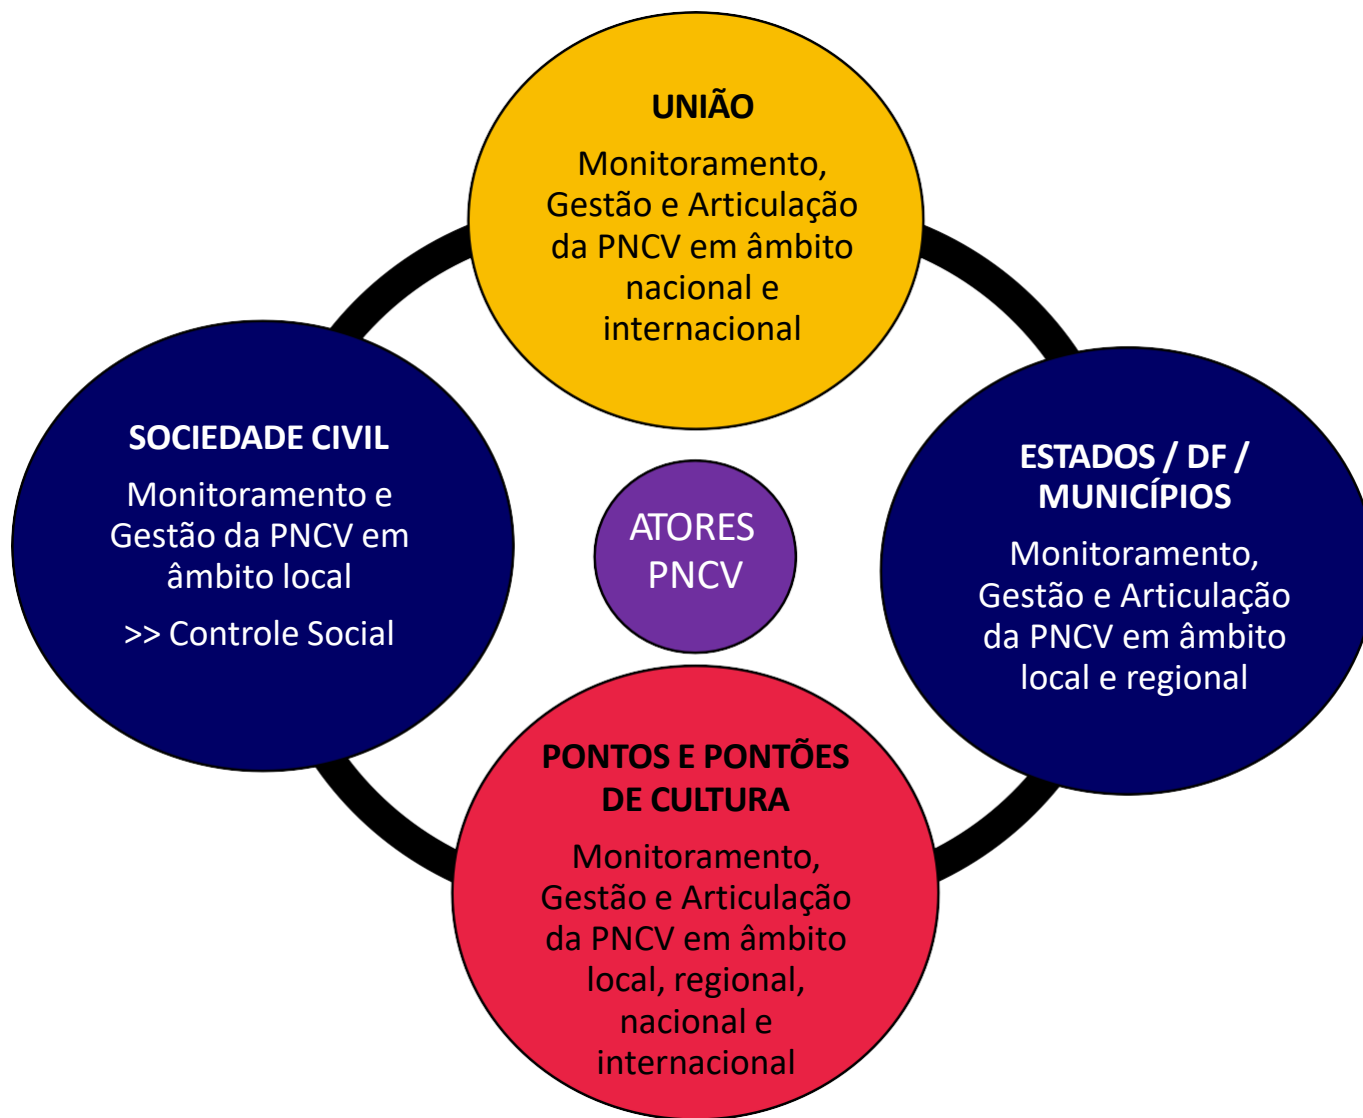 UNIÃO
Monitoramento,
Gestão e Articulação
da PNCV em âmbito
nacional e
internacional
SOCIEDADE CIVIL
Monitoramento e
Gestão da PNCV em
âmbito local
>> Controle Social
ATORES
PNCV
ESTADOS / DF /
MUNICÍPIOS
Monitoramento,
Gestão e Articulação
da PNCV em âmbito
local e regional
PONTOS E PONTÕES
DE CULTURA
Monitoramento,
Gestão e Articulação
da PNCV em âmbito
local, regional,
nacional e
internacional